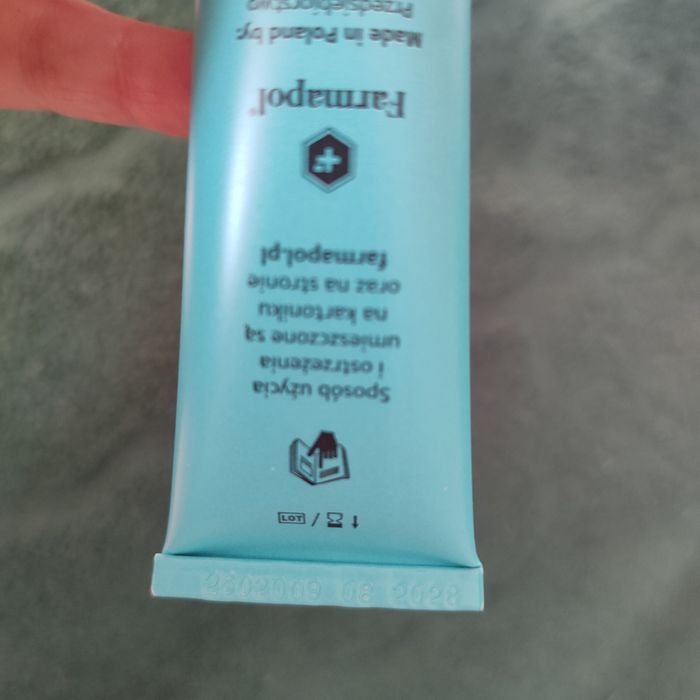 Sposób użycia
i ostrzeżenia
umieszczone są
na kartoniku
oraz na stronie
farmapol.pl
Farmapol®
Made in Poland by:
Przedsiębiorstwo
LOT /
08 2028